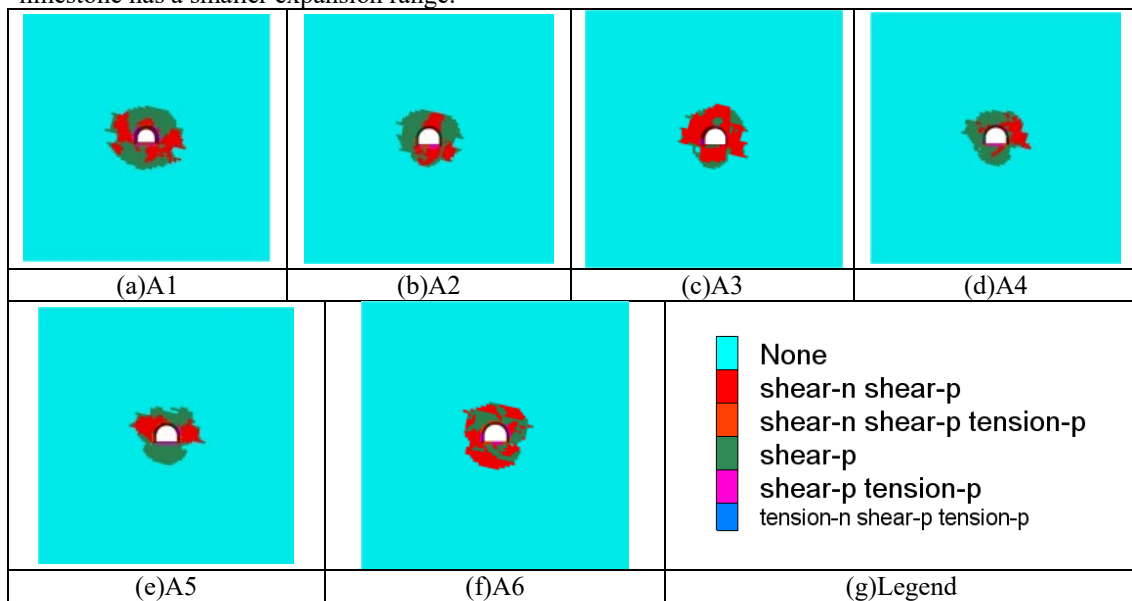 limestone has a smaller expansion range.
(a)A1
(b)A2
(c)A3
(d)A4
None
shear-n shear-p
shear-n shear-p tension-p
shear-p
shear-p tension-p
tension-n shear-p tension-p
(e)A5
(f)A6
(g)Legend